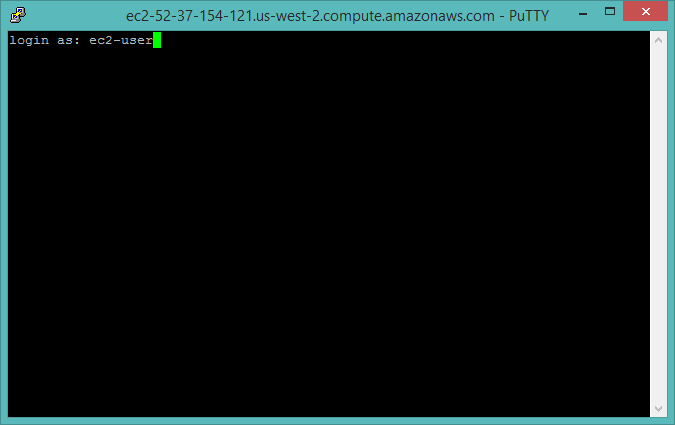 ec2-52-37-154-121.us-west-2.compute.amazonaws.com - PuTTY
login as: ec2-user